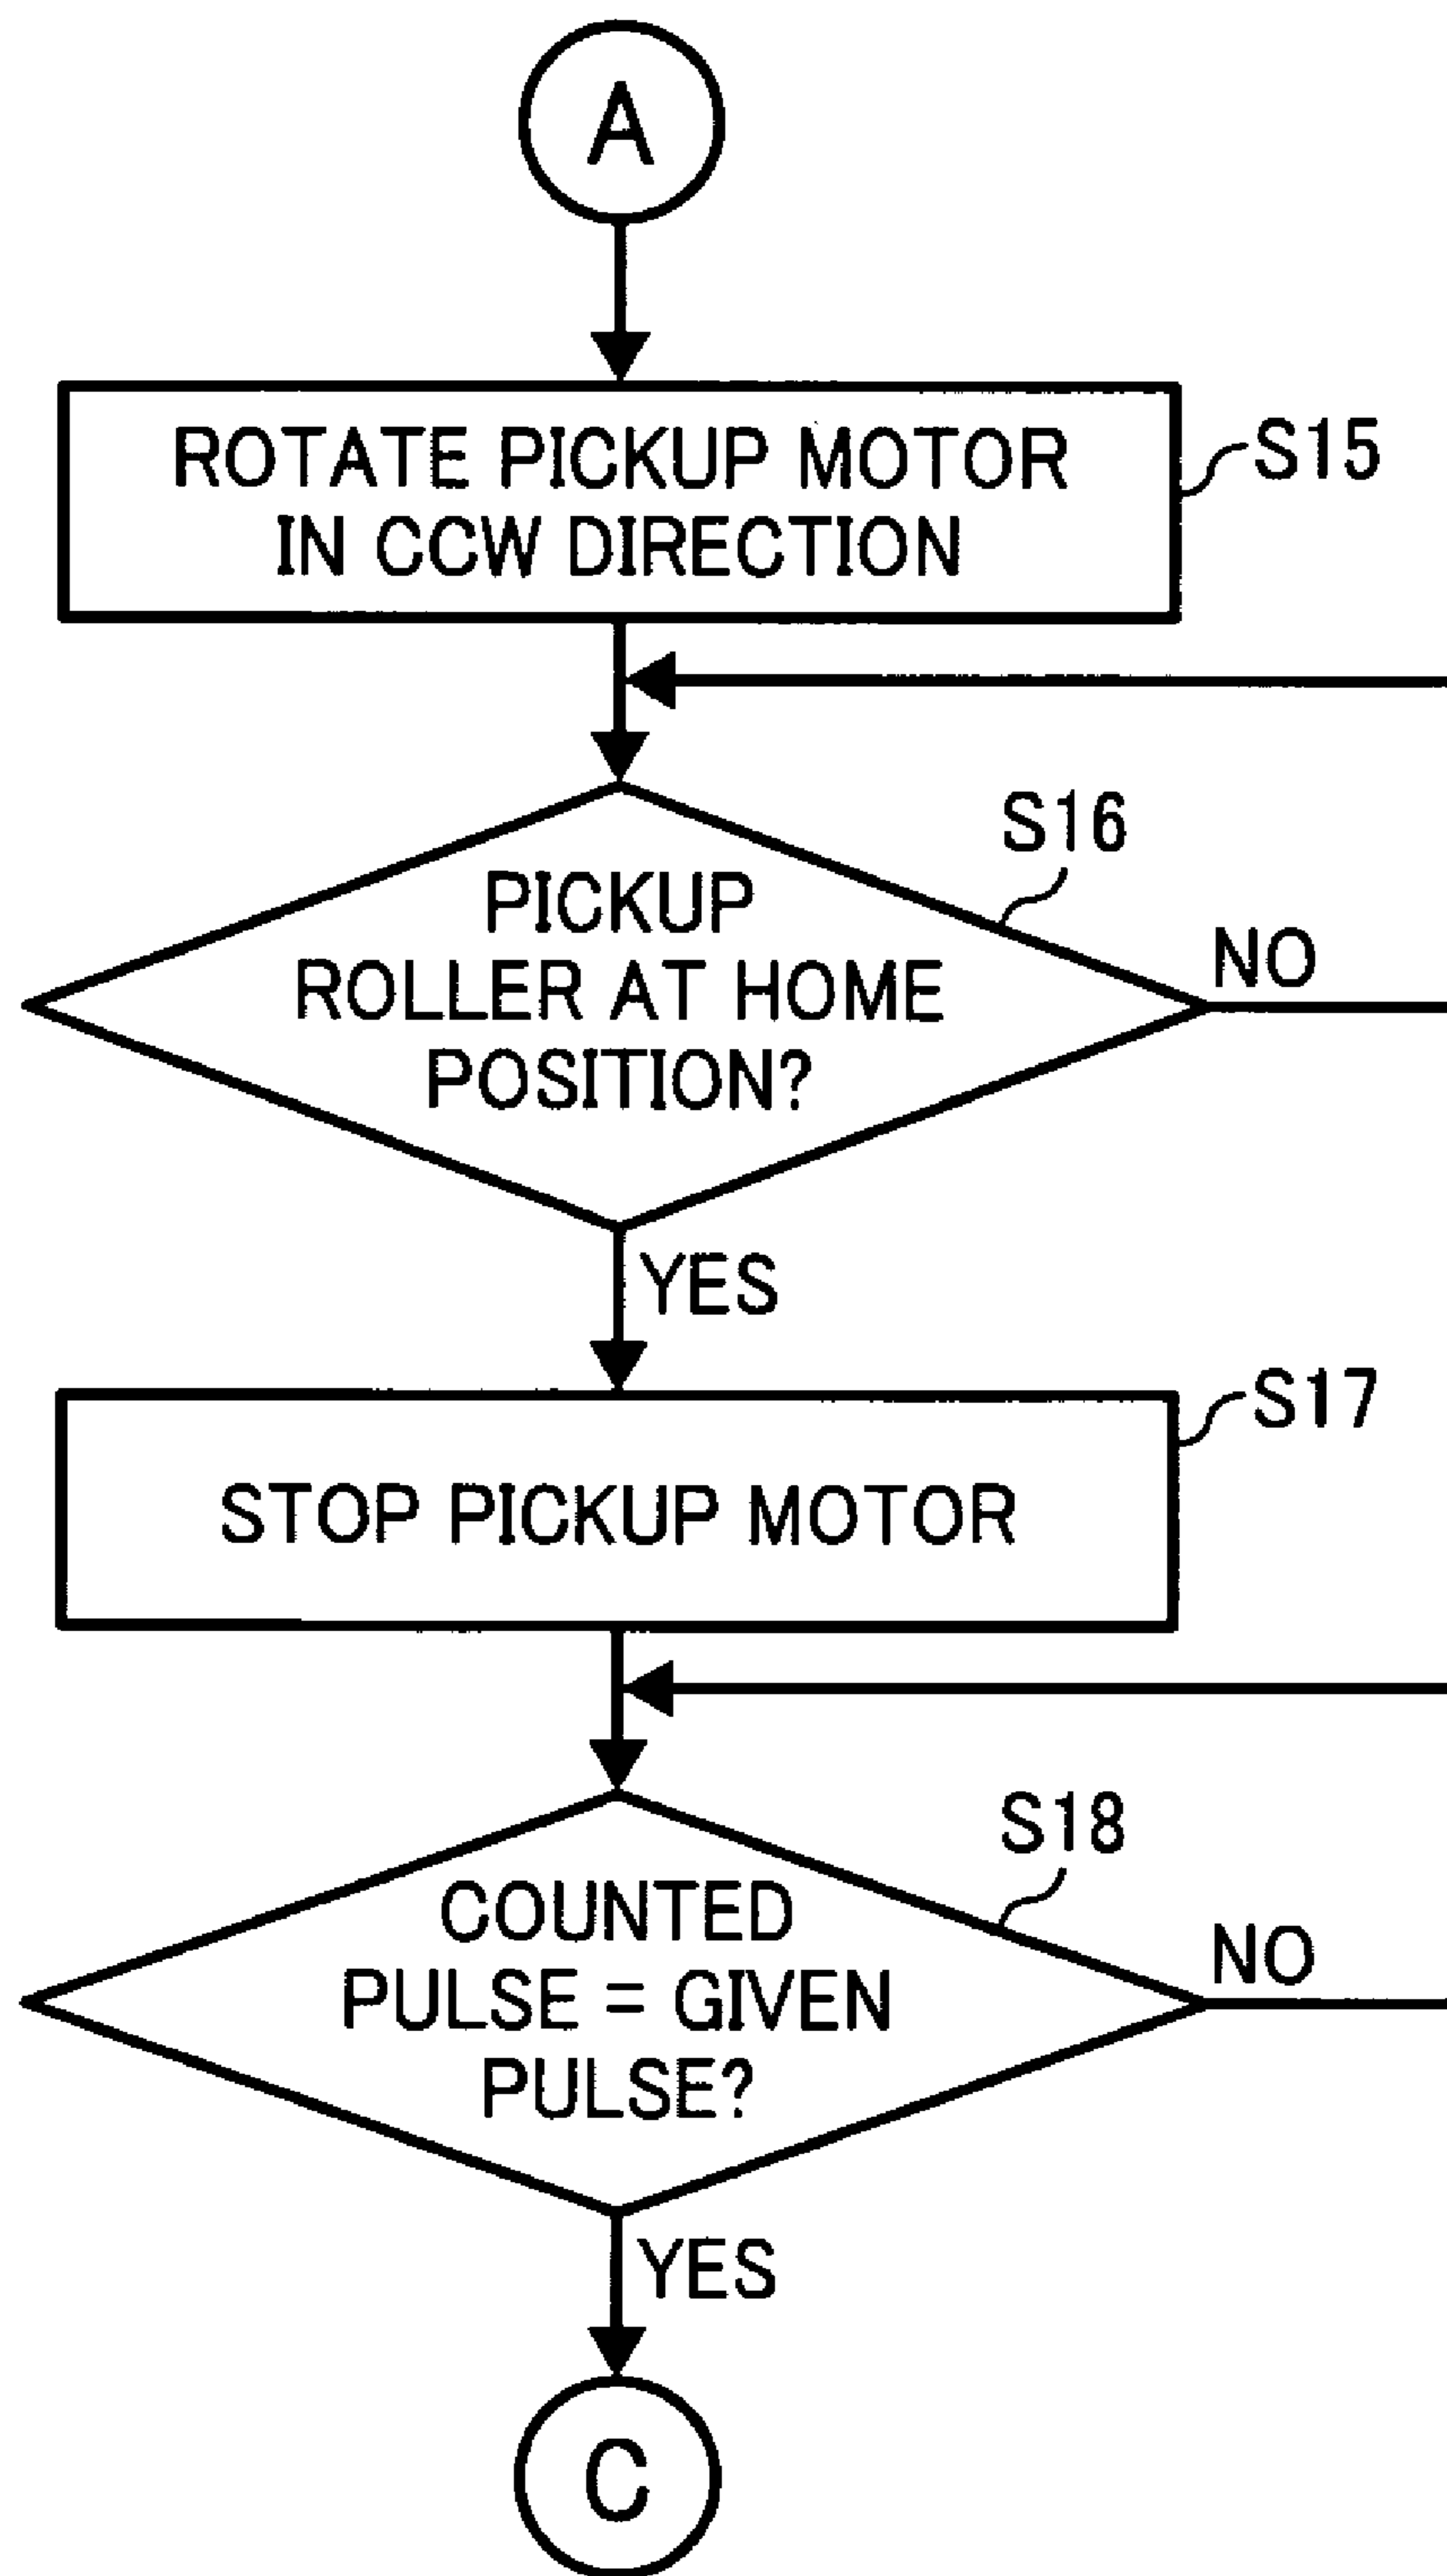 A
ROTATE PICKUP MOTOR
IN CCW DIRECTION
S15
S16
PICKUP
ROLLER AT HOME
POSITION?
NO
YES
S17
STOP PICKUP MOTOR
S18
COUNTED
PULSE = GIVEN
PULSE?
NO
YES
C